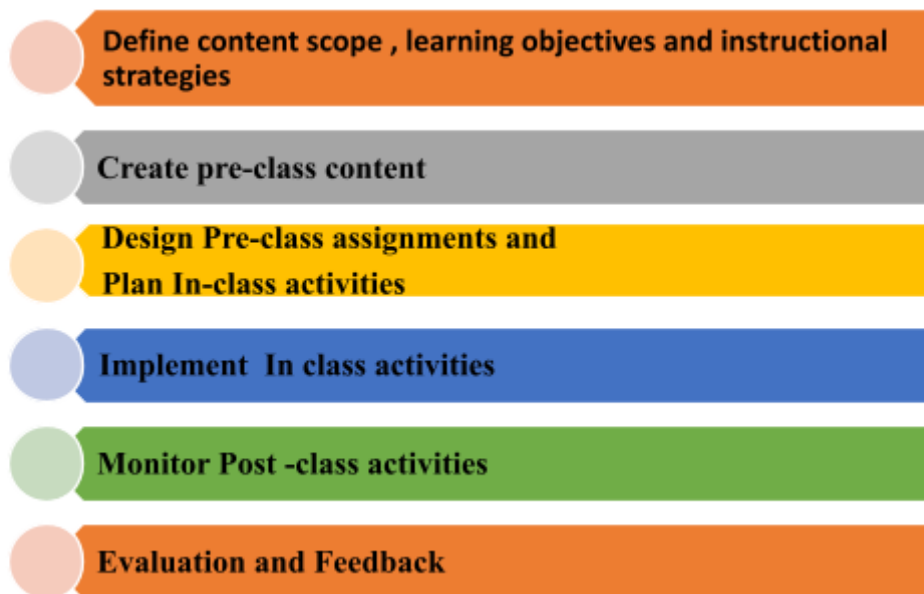 Define content scope , learning objectives and instructional
strategies
Create pre-class content
Design Pre-class assignments and
Plan In-class activities
Implement  In class activities
Monitor Post -class activities
Evaluation and Feedback